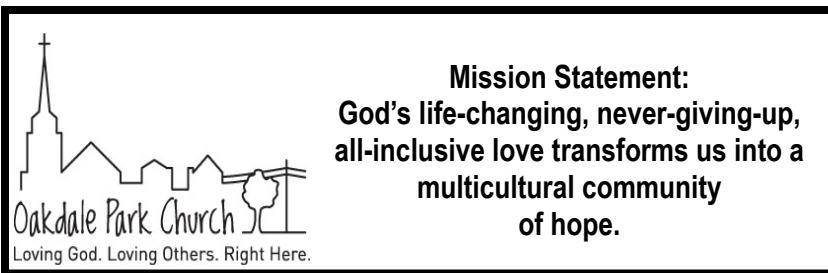 Mission Statement:
God’s life-changing, never-giving-up,
all-inclusive love transforms us into a
multicultural community
of hope.
Oakdale Park Church
Loving God. Loving Others. Right Here.